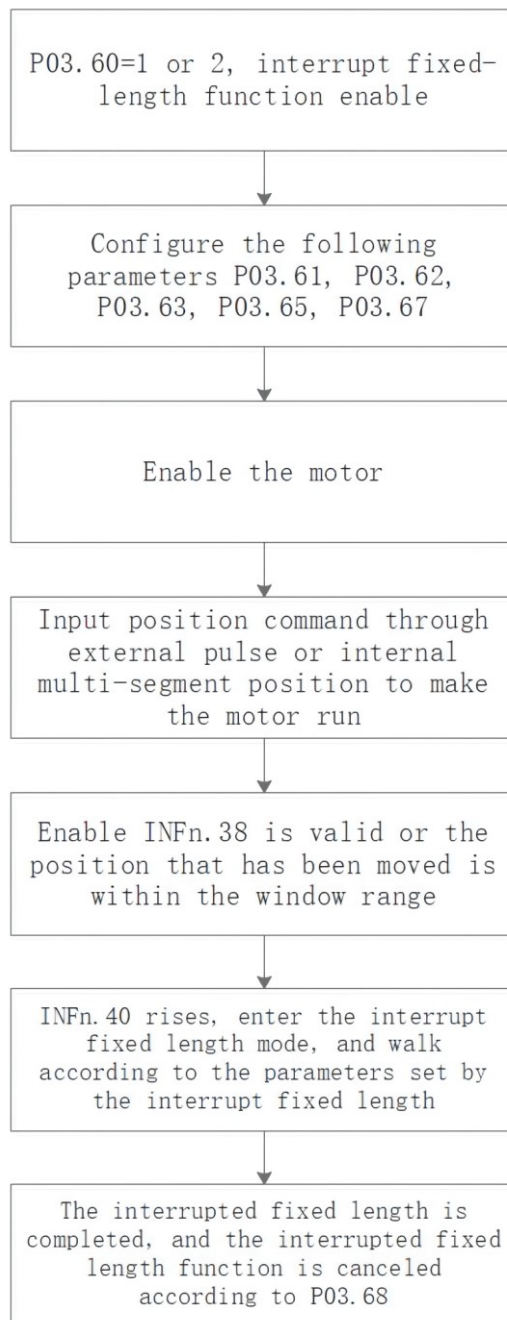 P03.60=1 or 2, interrupt fixed-
length function enable
Configure the following
parameters P03.61, P03.62,
P03.63, P03.65, P03.67
Enable the motor
Input position command through
external pulse or internal
multi-segment position to make
the motor run
Enable INFn.38 is valid or the
position that has been moved is
within the window range
INFn.40 rises, enter the interrupt
fixed length mode, and walk
according to the parameters set by
the interrupt fixed length
The interrupted fixed length is
completed, and the interrupted fixed
length function is canceled
according to P03.68